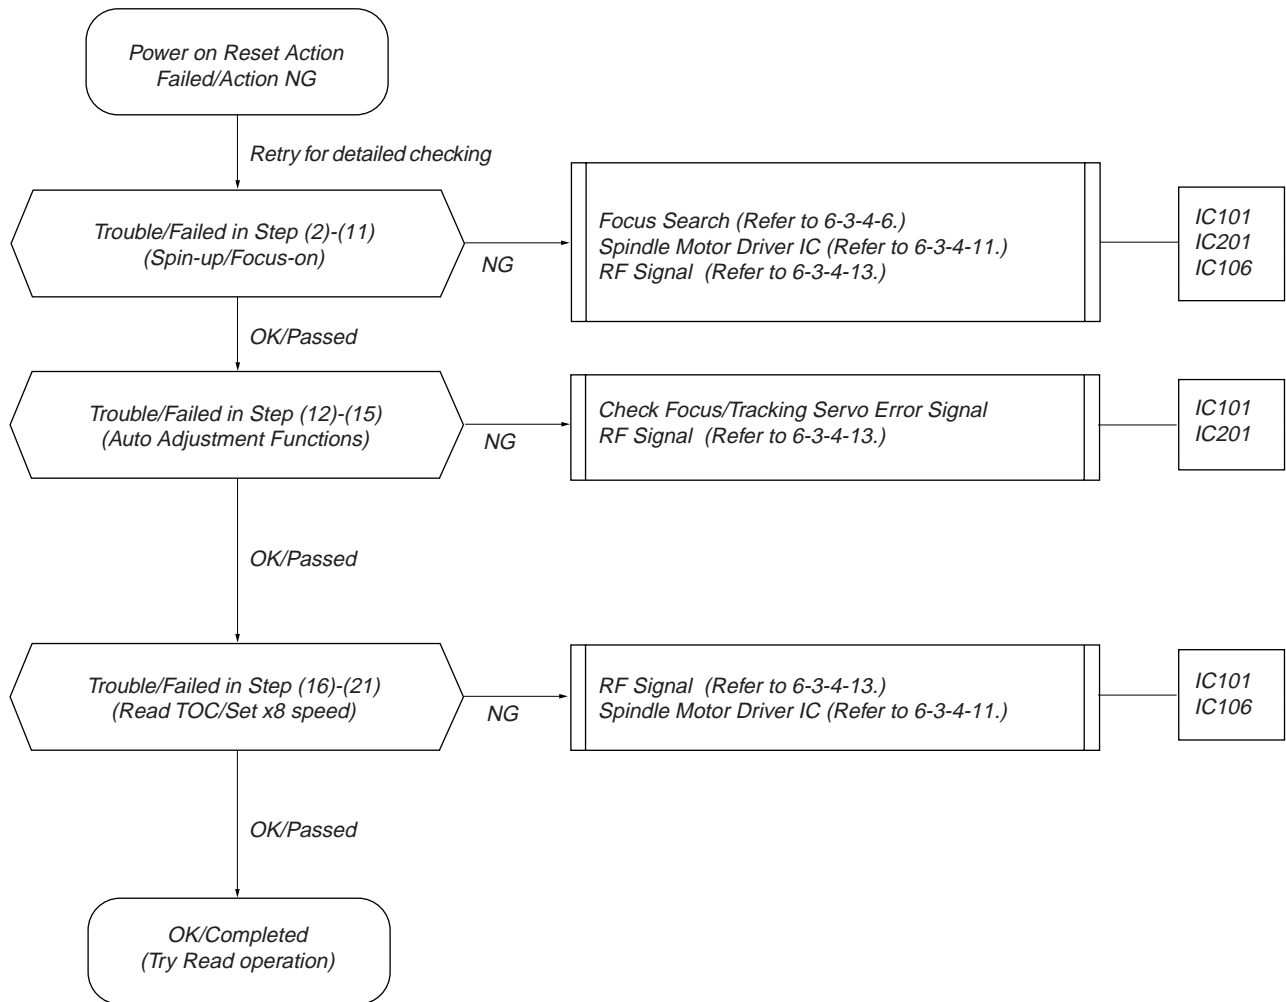 Power on Reset Action
Failed/Action NG
Retry for detailed checking
Trouble/Failed in Step (2)-(11)
(Spin-up/Focus-on)
NG
Focus Search (Refer to 6-3-4-6.)
Spindle Motor Driver IC (Refer to 6-3-4-11.)
RF Signal (Refer to 6-3-4-13.)
IC101
IC201
IC106
OK/Passed
Trouble/Failed in Step (12)-(15)
(Auto Adjustment Functions)
NG
Check Focus/Tracking Servo Error Signal
RF Signal (Refer to 6-3-4-13.)
IC101
IC201
OK/Passed
Trouble/Failed in Step (16)-(21)
(Read TOC/Set x8 speed)
NG
RF Signal (Refer to 6-3-4-13.)
Spindle Motor Driver IC (Refer to 6-3-4-11.)
IC101
IC106
OK/Passed
OK/Completed
(Try Read operation)